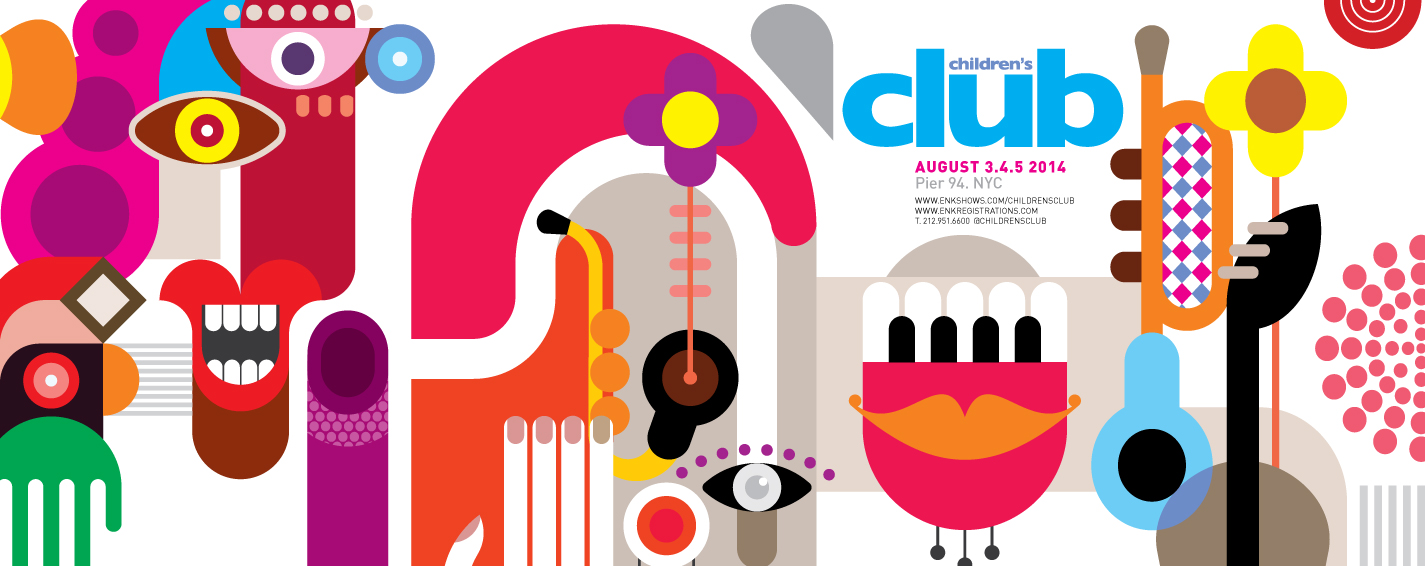 children's
club
AUGUST 3.4.5 2014
Pier 94. NYC
WWW.ENKSHOWS.COM/CHILDRENSCLUB
WWW.ENKREGISTRATIONS.COM
T. 212.951.6600 @CHILDRENSCLUB